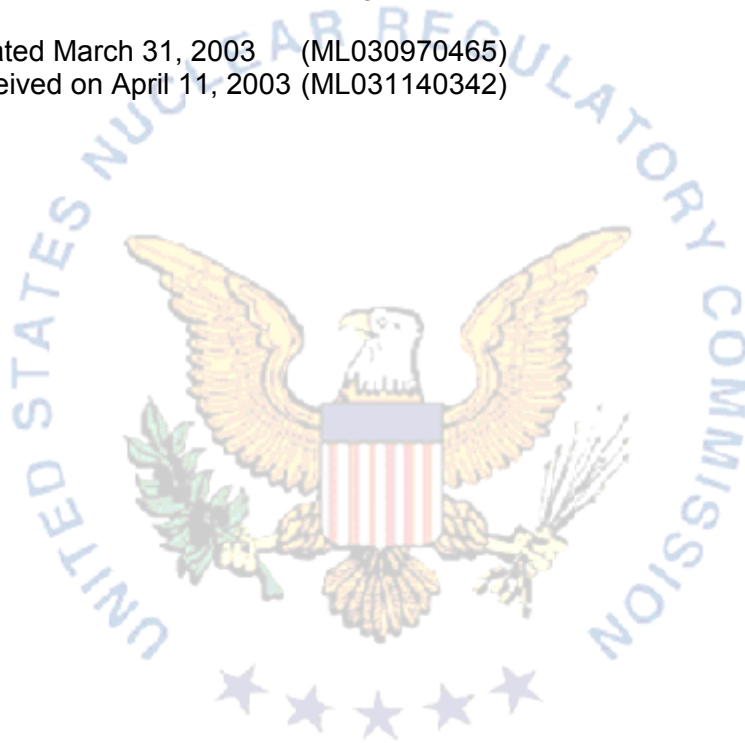 ated March 31, 2003 (ML030970465)
eived on April 11, 2003 (ML031140342)
UNITED STATES NUCLEAR REGULATORY COMMISSION